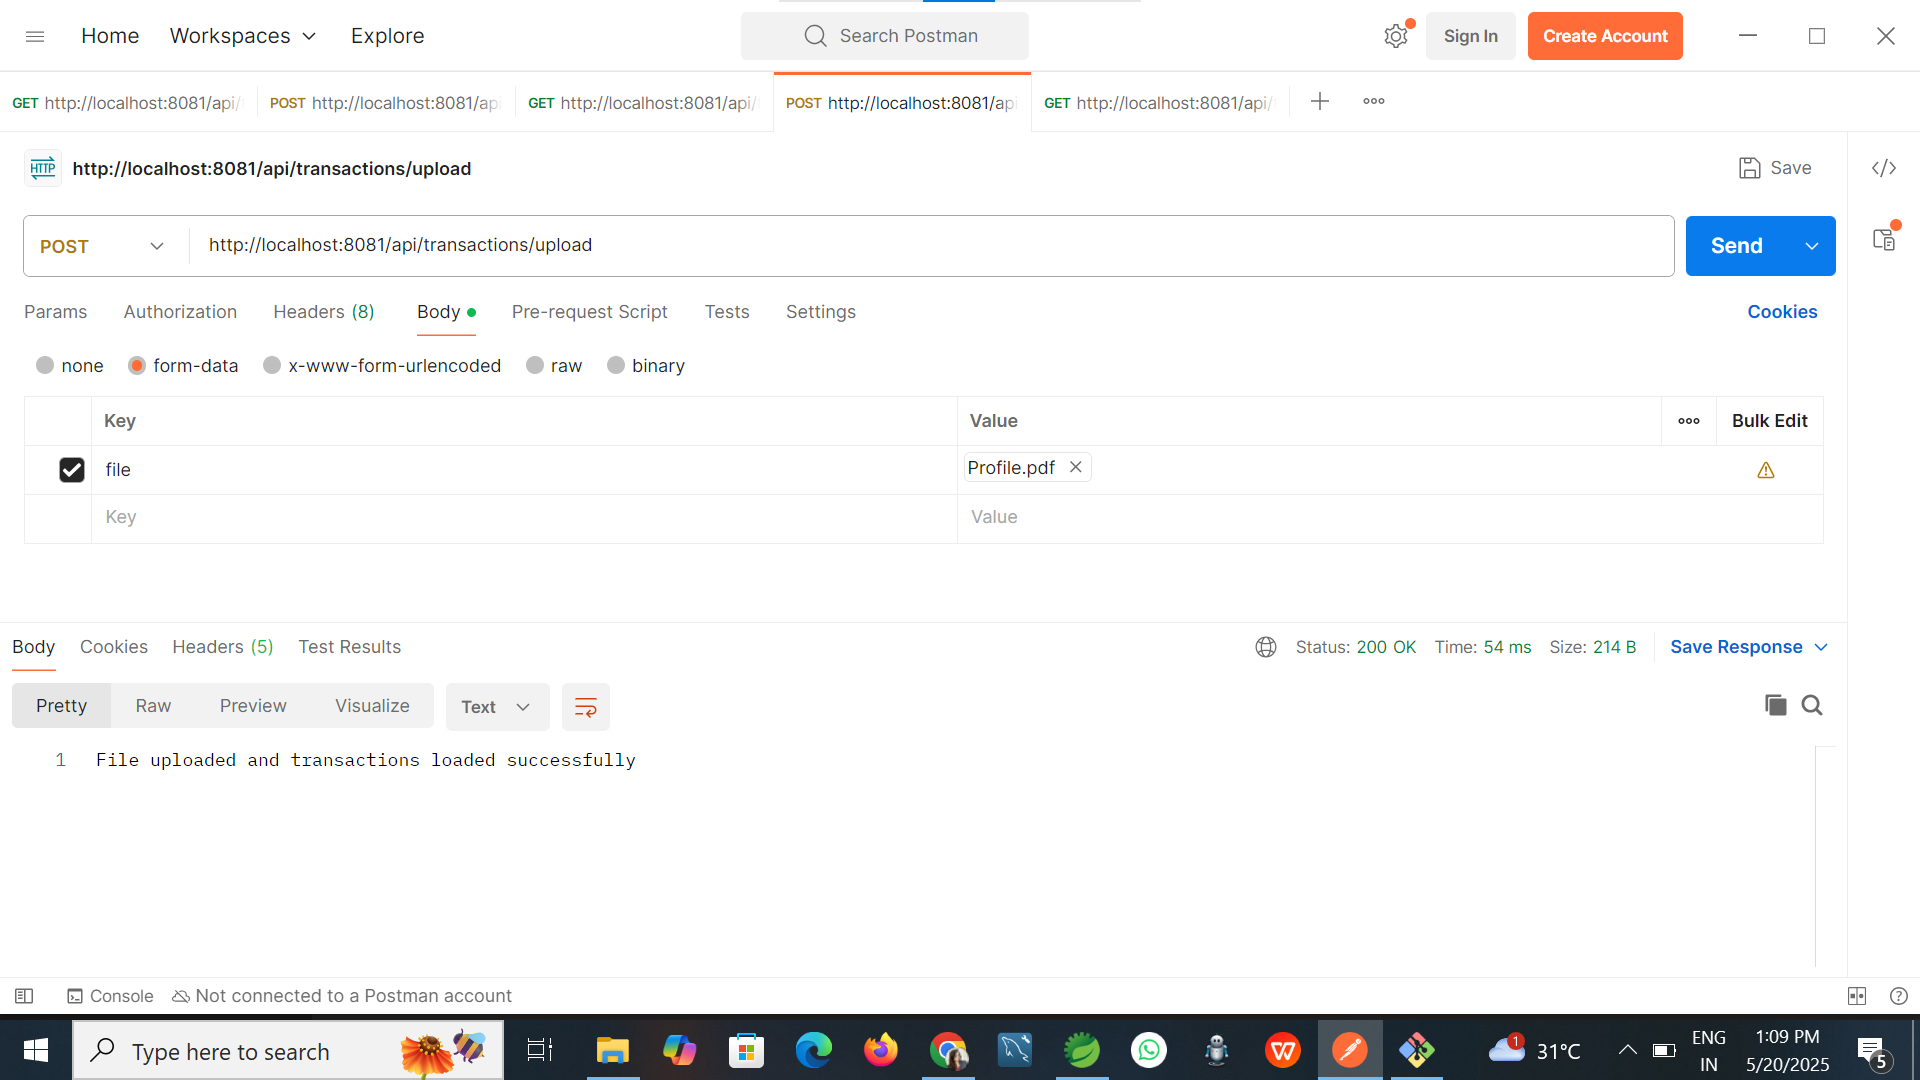 Home Workspaces Explore Search Postman Sign In Create Account
GET http://localhost:8081/api/ POST http://localhost:8081/api GET http://localhost:8081/api/ POST http://localhost:8081/api GET http://localhost:8081/api/
HTTP http://localhost:8081/api/transactions/upload Save
POST http://localhost:8081/api/transactions/upload Send
Params Authorization Headers (8) Body Pre-request Script Tests Settings Cookies
none form-data x-www-form-urlencoded raw binary
Key Value Bulk Edit
file Profile.pdf
Key Value
Body Cookies Headers (5) Test Results Status: 200 OK Time: 54 ms Size: 214 B Save Response
Pretty Raw Preview Visualize Text
1 File uploaded and transactions loaded successfully
Console Not connected to a Postman account
Type here to search 1 31°C ENG IN 1:09 PM 5/20/2025 5